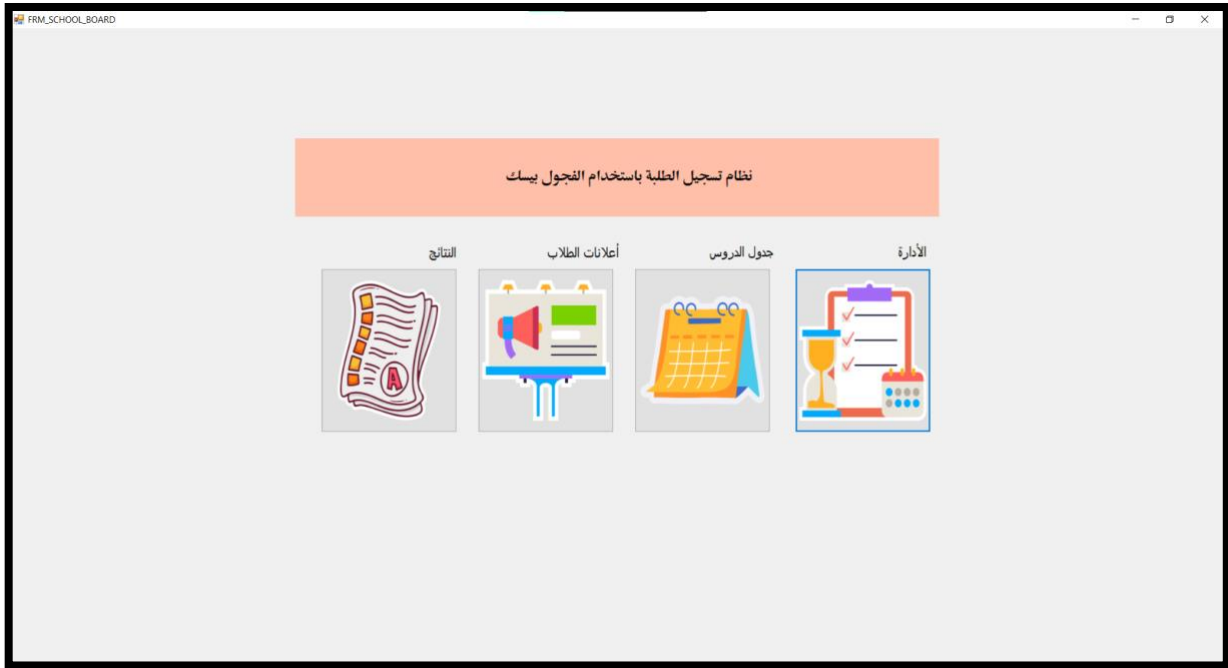 FRM_SCHOOL_BOARD
نظام تسجيل الطلبة باستخدام الفجول بيسك
الأدارة
جدول الدروس
أعلانات الطلاب
النتائج
A